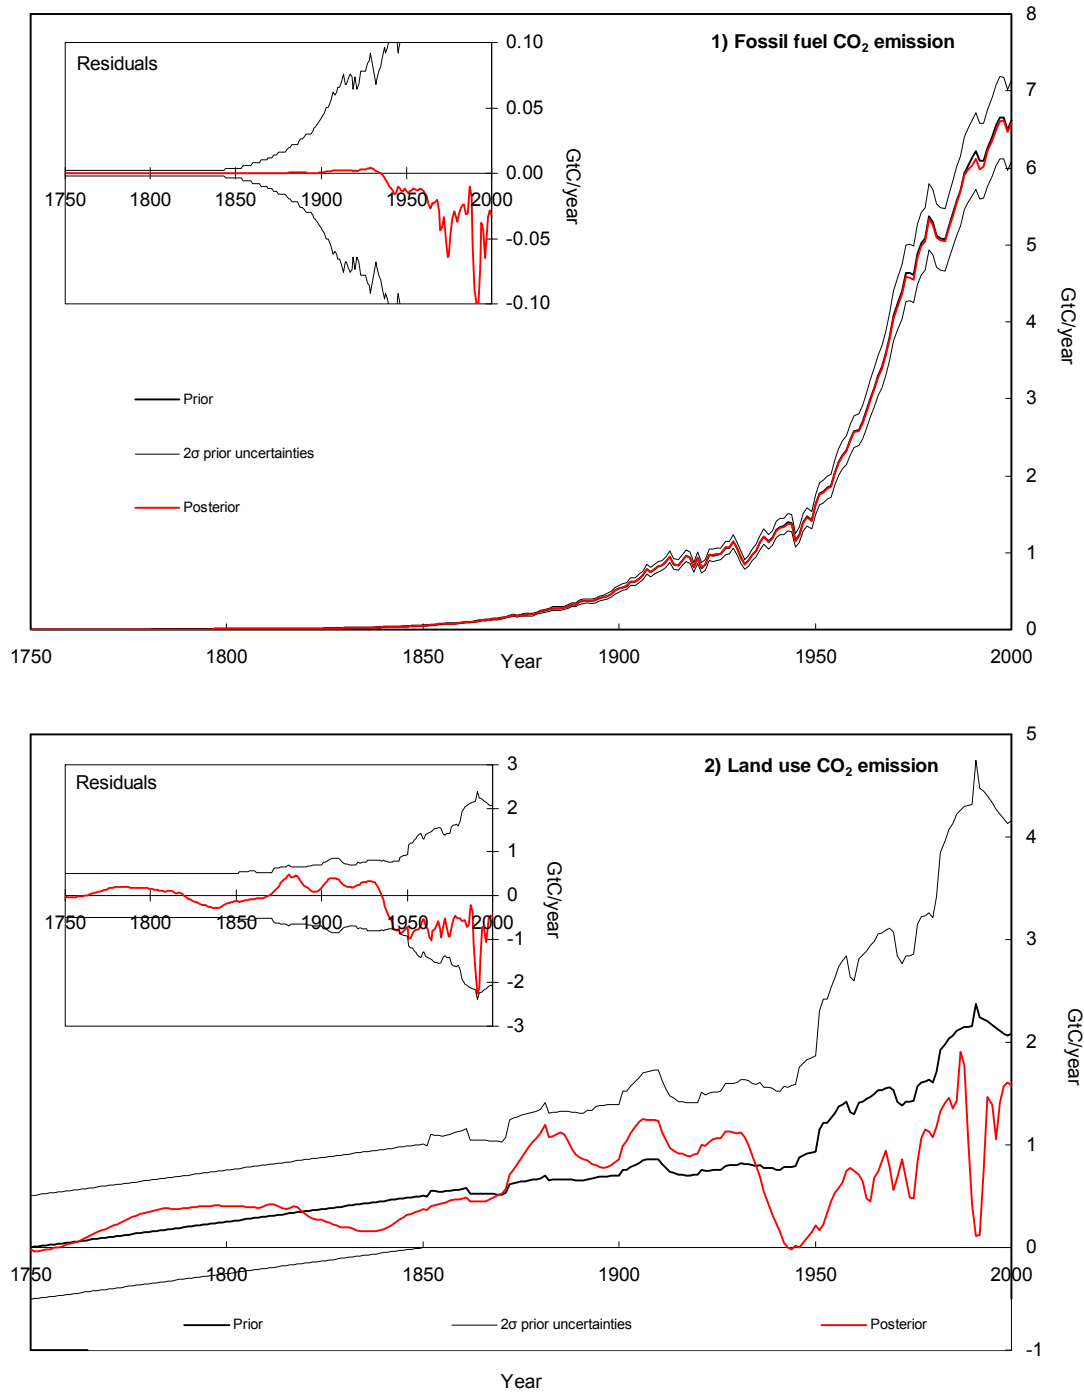 8
1) Fossil fuel CO₂ emission
0.10
Residuals
7
0.05
6
0.00
1750 1800 1850 1900 1950 2000
GtC/year
-0.05
5
-0.10
GtC/year
4
Prior
3
2σ prior uncertainties
Posterior
2
1
0
1750 1800 1850 1900 1950 2000
Year
5
2) Land use CO₂ emission
3
Residuals
2
4
1
0
1750 1800 1850 1900 1950 2000
GtC/year
-1
3
-2
-3
GtC/year
2
1
0
1750 1800 1850 1900 1950 2000
Prior 2σ prior uncertainties Posterior
-1
Year